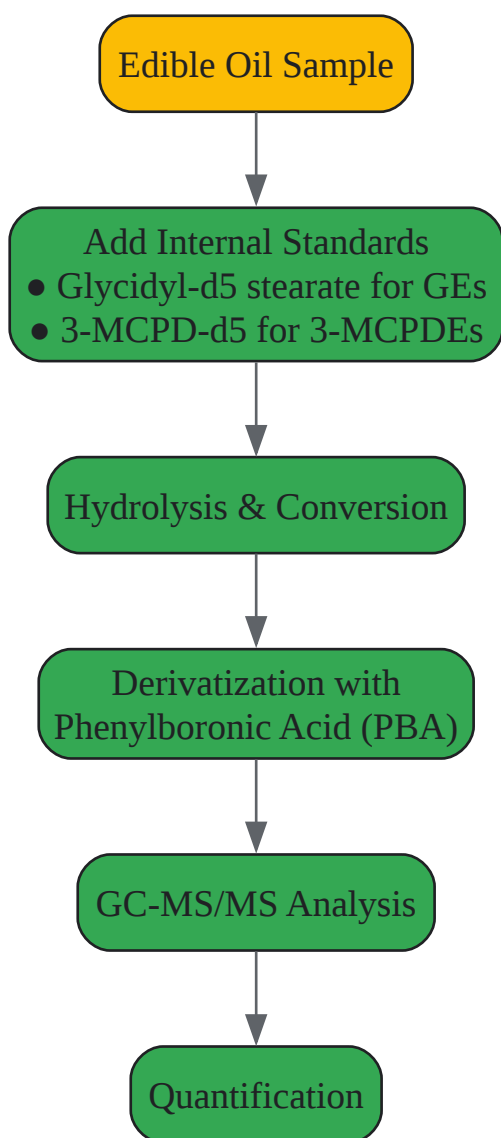 Edible Oil Sample
Add Internal Standards
● Glycidyl-d5 stearate for GEs
● 3-MCPD-d5 for 3-MCPDEs
Hydrolysis & Conversion
Derivatization with
Phenylboronic Acid (PBA)
GC-MS/MS Analysis
Quantification